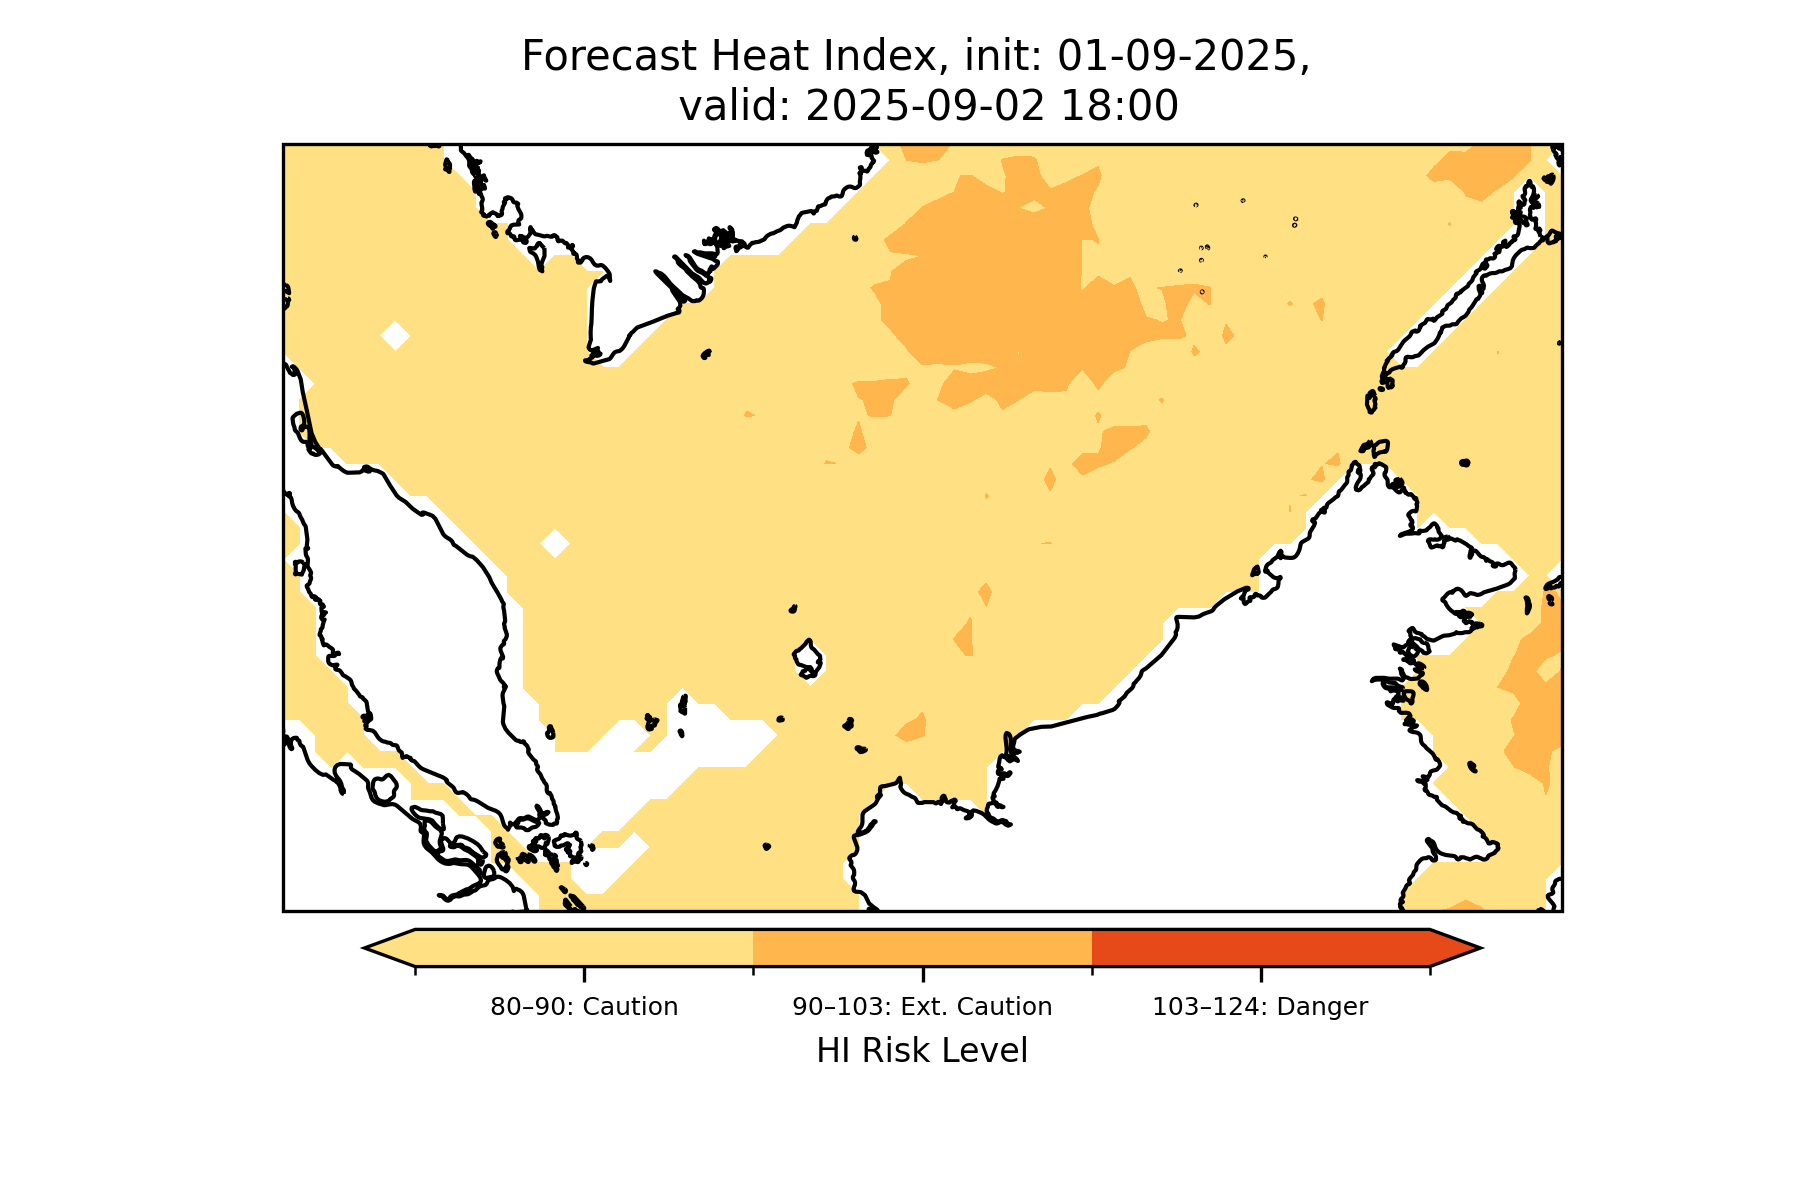 Forecast Heat Index, init: 01-09-2025,
valid: 2025-09-02 18:00
80–90: Caution
90–103: Ext. Caution
103–124: Danger
HI Risk Level